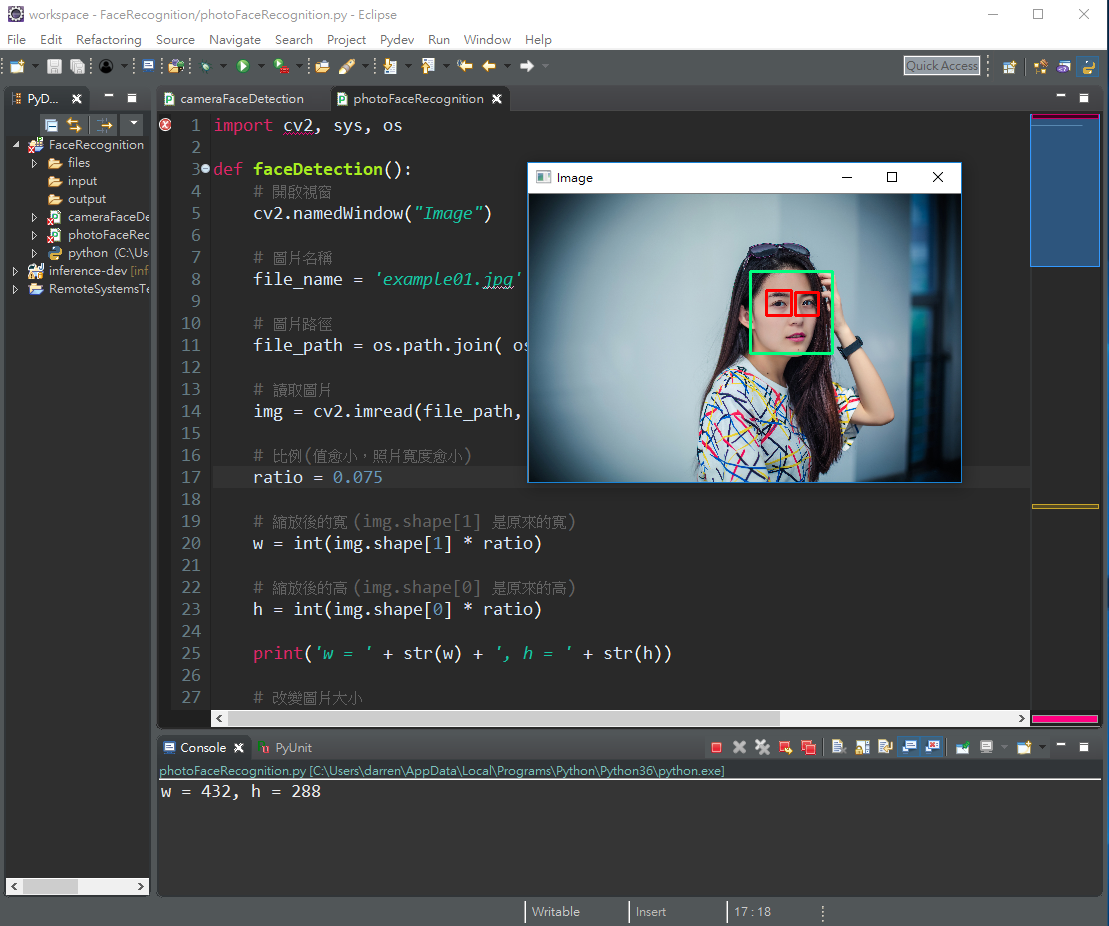 workspace - FaceRecognition/photoFaceRecognition.py - Eclipse
File Edit Refactoring Source Navigate Search Project Pydev Run Window Help
Quick Access
PyD...
FaceRecognition
files
input
output
cameraFaceDe
photoFaceRec
python (C:\Us
inference-dev [inf
RemoteSystemsTe
cameraFaceDetection
photoFaceRecognition
1 import cv2, sys, os
2
3 def faceDetection():
4 # 開啟視窗
5 cv2.namedWindow("Image")
6
7 # 圖片名稱
8 file_name = 'example01.jpg'
9
10 # 圖片路徑
11 file_path = os.path.join( os
12
13 # 讀取圖片
14 img = cv2.imread(file_path,
15
16 # 比例(值愈小，照片寬度愈小)
17 ratio = 0.075
18
19 # 縮放後的寬 (img.shape[1] 是原來的寬)
20 w = int(img.shape[1] * ratio)
21
22 # 縮放後的高 (img.shape[0] 是原來的高)
23 h = int(img.shape[0] * ratio)
24
25 print('w = ' + str(w) + ', h = ' + str(h))
26
27 # 改變圖片大小
Image
Console
PyUnit
photoFaceRecognition.py [C:\Users\darren\AppData\Local\Programs\Python\Python36\python.exe]
w = 432, h = 288
Writable Insert 17 : 18